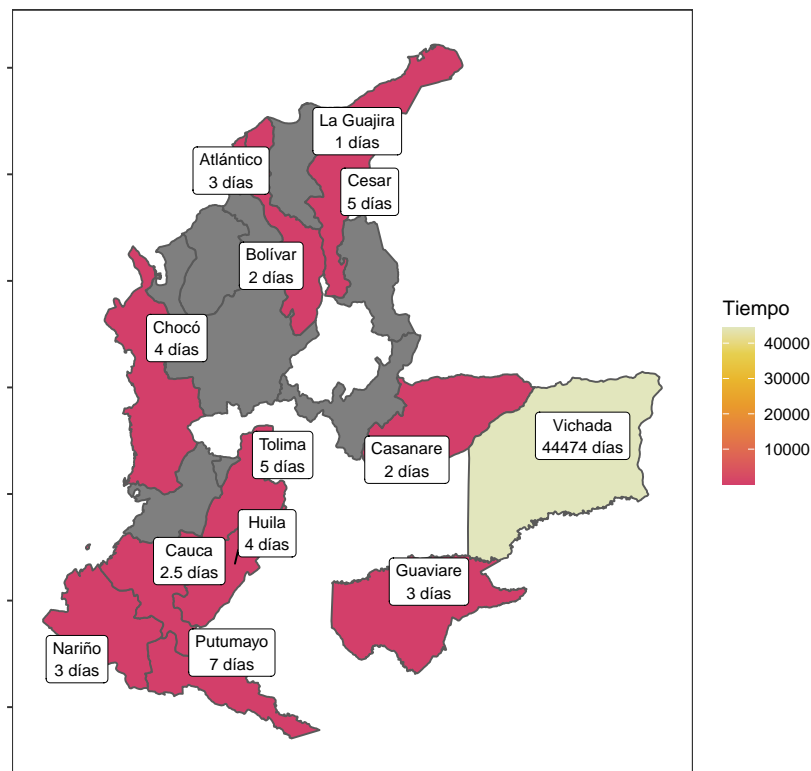 La Guajira
1 días
Atlántico
3 días
Cesar
5 días
Bolívar
2 días
Chocó
4 días
Tiempo
40000
30000
20000
10000
Vichada
44474 días
Tolima
5 días
Casanare
2 días
Huila
4 días
Cauca
2.5 días
Guaviare
3 días
Nariño
3 días
Putumayo
7 días